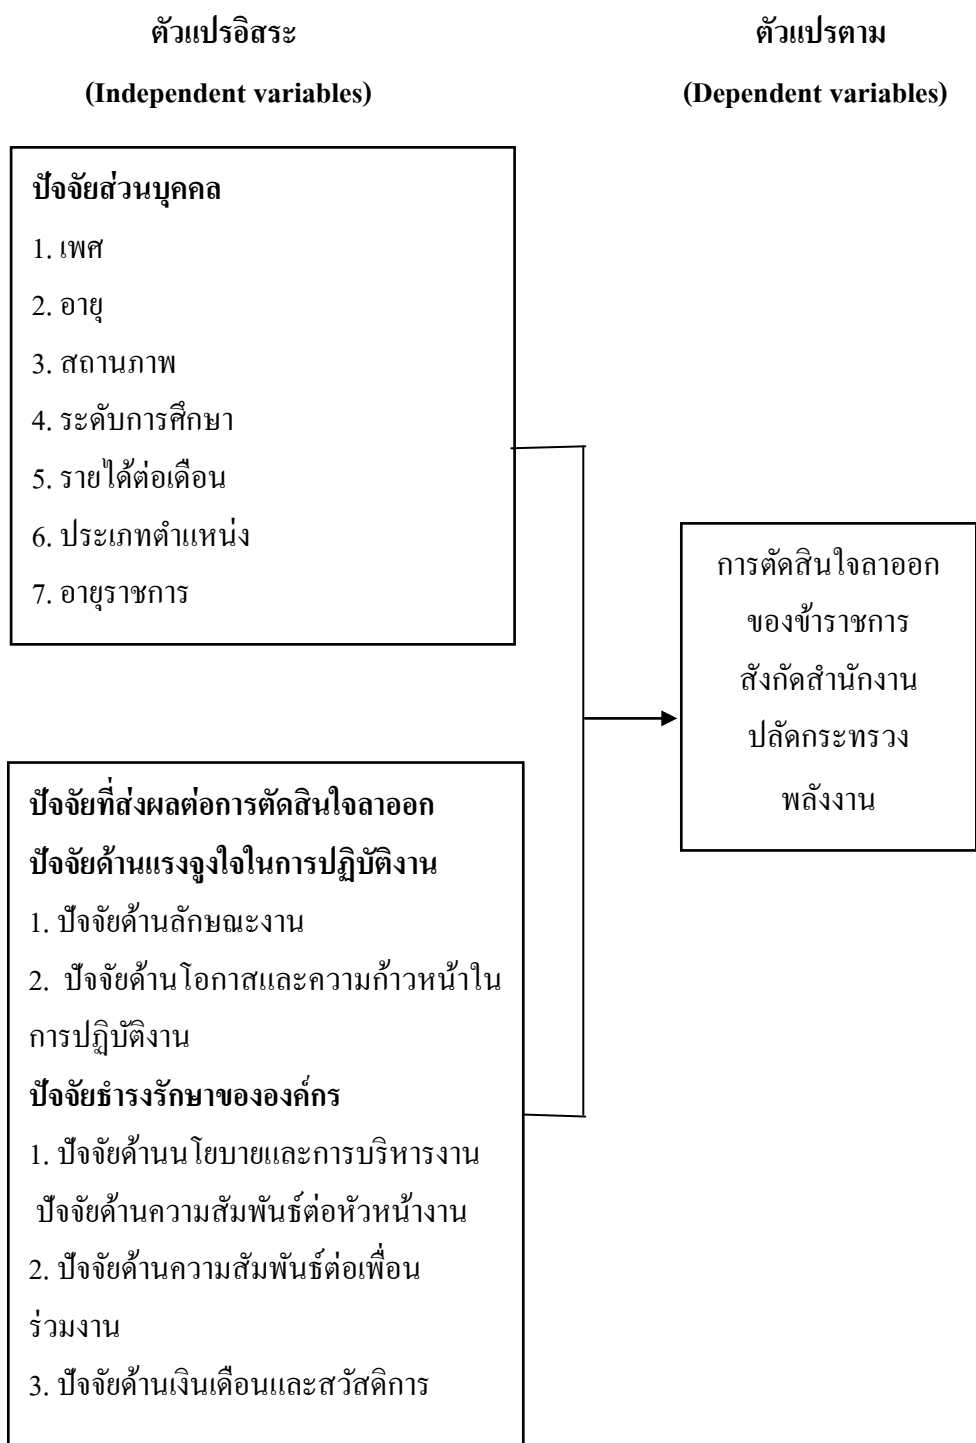 ตัวแปรอิสระ
(Independent variables)
ตัวแปรตาม
(Dependent variables)
ปัจจัยส่วนบุคคล
1. เพศ
2. อายุ
3. สถานภาพ
4. ระดับการศึกษา
5. รายได้ต่อเดือน
6. ประเภทตำแหน่ง
7. อายุราชการ
ปัจจัยที่ส่งผลต่อการตัดสินใจลาออก
ปัจจัยด้านแรงจูงใจในการปฏิบัติงาน
1. ปัจจัยด้านลักษณะงาน
2. ปัจจัยด้านโอกาสและความก้าวหน้าใน
การปฏิบัติงาน
ปัจจัยธำรงรักษาขององค์กร
1. ปัจจัยด้านนโยบายและการบริหารงาน
ปัจจัยด้านความสัมพันธ์ต่อหัวหน้างาน
2. ปัจจัยด้านความสัมพันธ์ต่อเพื่อน
ร่วมงาน
3. ปัจจัยด้านเงินเดือนและสวัสดิการ
การตัดสินใจลาออก
ของข้าราชการ
สังกัดสำนักงาน
ปลัดกระทรวง
พลังงาน